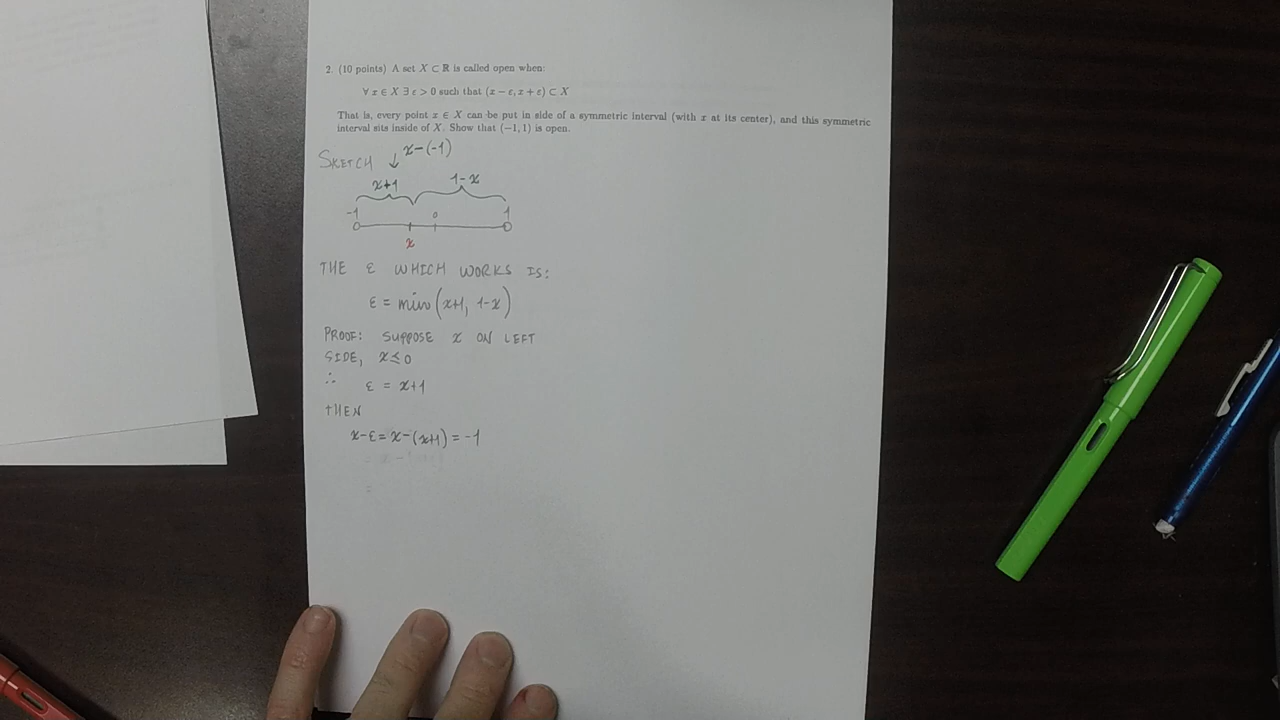 2. (10 points) A set X ⊂ R is called open when:
∀ x ∈ X ∃ ε > 0 such that (x − ε, x + ε) ⊂ X
That is, every point x ∈ X can be put in side of a symmetric interval (with x at its center), and this symmetric
interval sits inside of X. Show that (−1, 1) is open.
SKETCH ↓ x-(-1)
x+1 1-x
-1 0 1
x
THE ε WHICH WORKS IS:
ε = min(x+1, 1-x)
PROOF: SUPPOSE x ON LEFT
SIDE, x ≤ 0
∴ ε = x+1
THEN
x-ε = x-(x+1) = -1